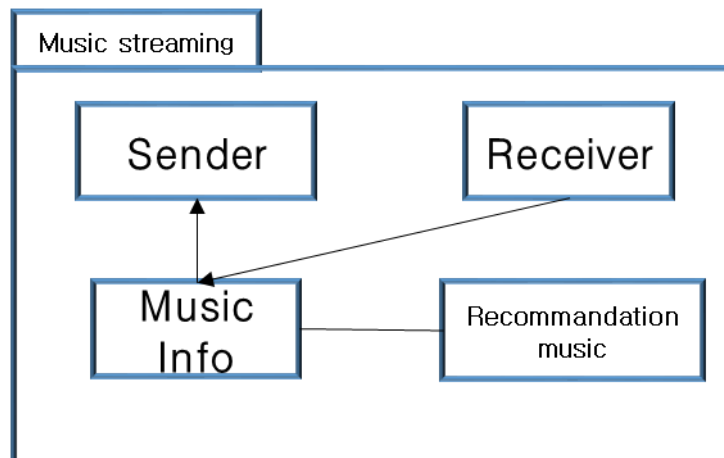 Music streaming
Sender
Receiver
Music
Info
Recommandation
music